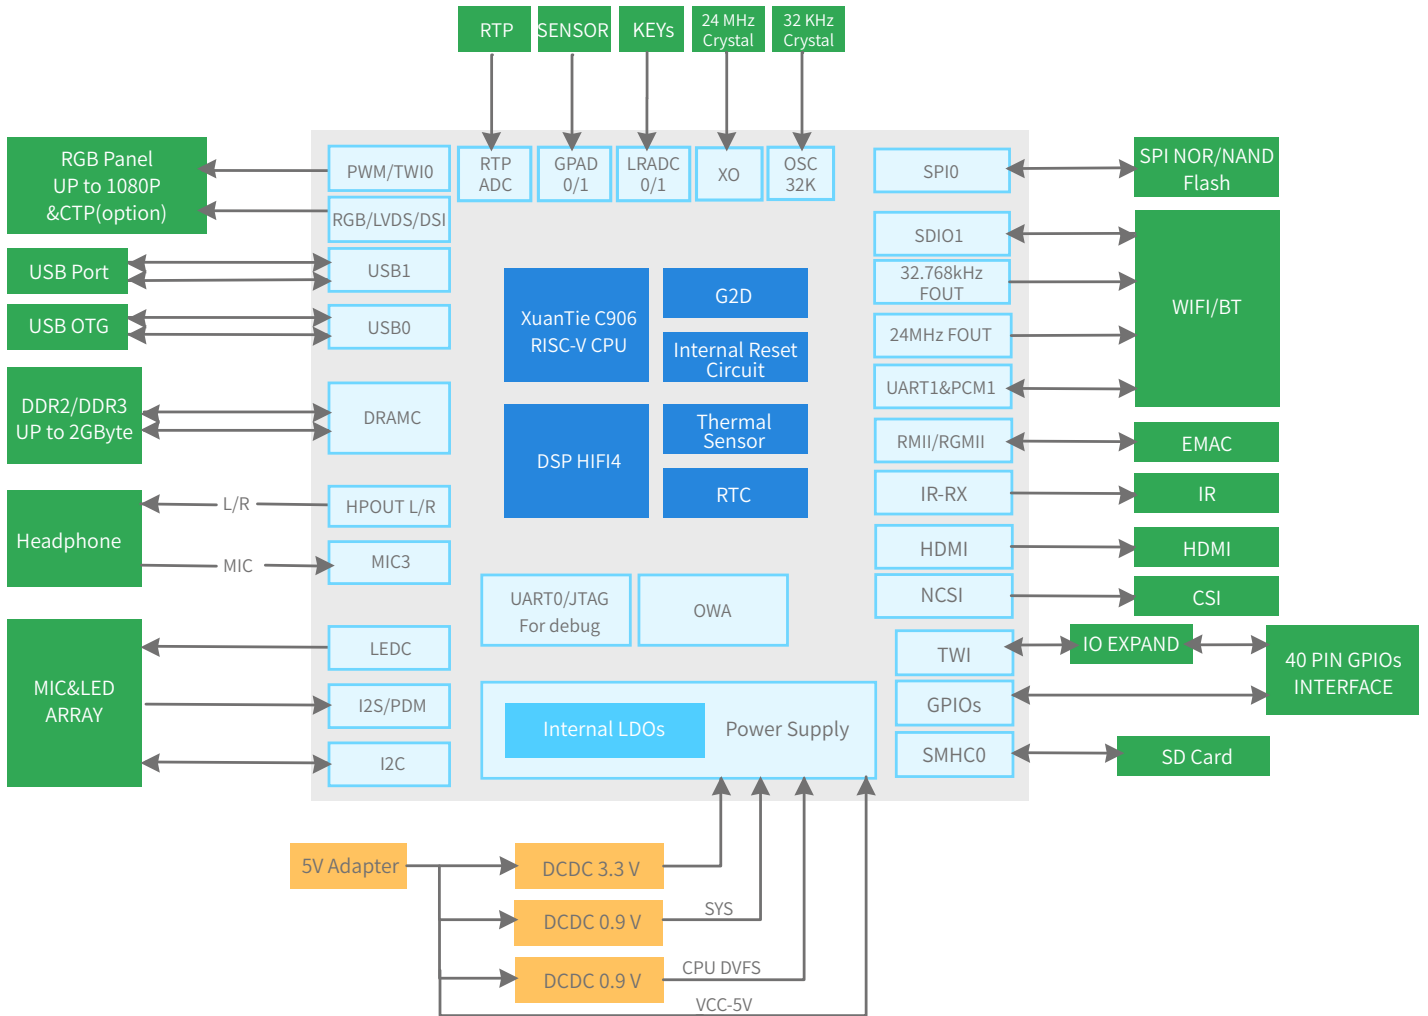 RTP
SENSOR
KEYs
24 MHz
Crystal
32 KHz
Crystal
RGB Panel
UP to 1080P
&CTP(option)
USB Port
USB OTG
DDR2/DDR3
UP to 2GByte
Headphone
L/R
MIC
MIC&LED
ARRAY
PWM/TWI0
RGB/LVDS/DSI
USB1
USB0
DRAMC
HPOUT L/R
MIC3
LEDC
I2S/PDM
I2C
RTP
ADC
GPAD
0/1
LRADC
0/1
XO
OSC
32K
XuanTie C906
RISC-V CPU
G2D
Internal Reset
Circuit
DSP HIFI4
Thermal
Sensor
RTC
UART0/JTAG
For debug
OWA
Internal LDOs
Power Supply
SPI0
SDIO1
32.768kHz
FOUT
24MHz FOUT
UART1&PCM1
RMII/RGMII
IR-RX
HDMI
NCSI
TWI
GPIOs
SMHC0
SPI NOR/NAND
Flash
WIFI/BT
EMAC
IR
HDMI
CSI
IO EXPAND
40 PIN GPIOs
INTERFACE
SD Card
5V Adapter
DCDC 3.3 V
DCDC 0.9 V
SYS
DCDC 0.9 V
CPU DVFS
VCC-5V